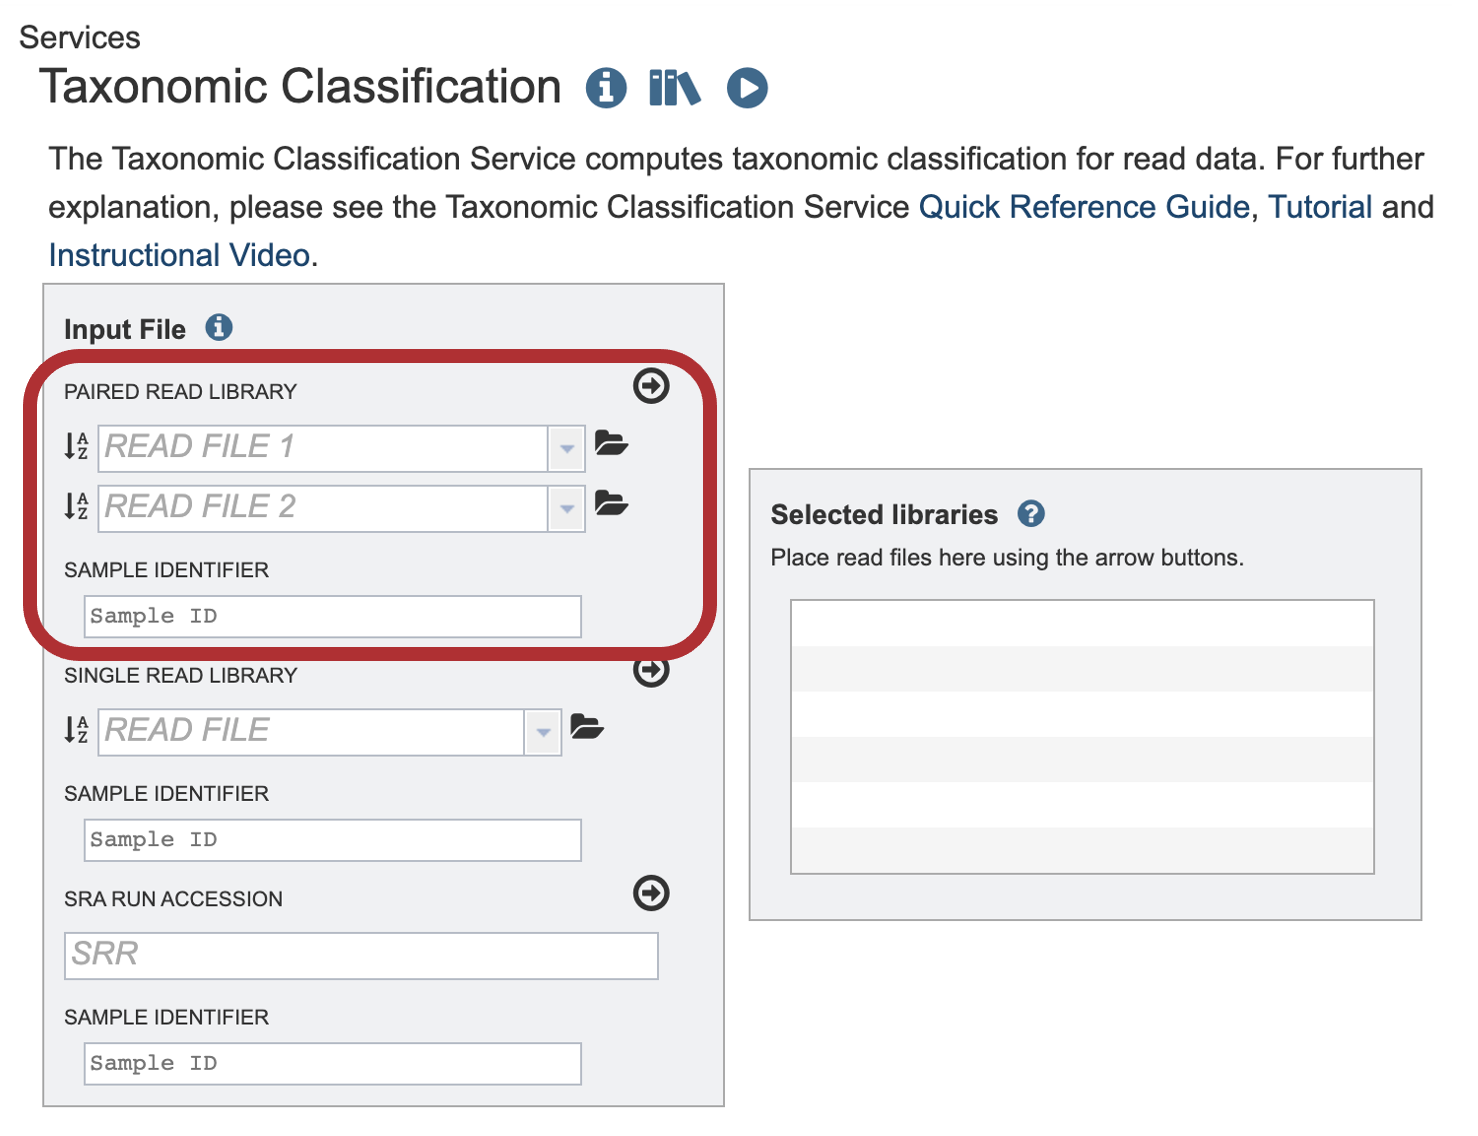 Services
Taxonomic Classification
The Taxonomic Classification Service computes taxonomic classification for read data. For further
explanation, please see the Taxonomic Classification Service Quick Reference Guide, Tutorial and
Instructional Video.
Input File
PAIRED READ LIBRARY
READ FILE 1
READ FILE 2
SAMPLE IDENTIFIER
Sample ID
SINGLE READ LIBRARY
READ FILE
SAMPLE IDENTIFIER
Sample ID
SRA RUN ACCESSION
SRR
SAMPLE IDENTIFIER
Sample ID
Selected libraries
Place read files here using the arrow buttons.